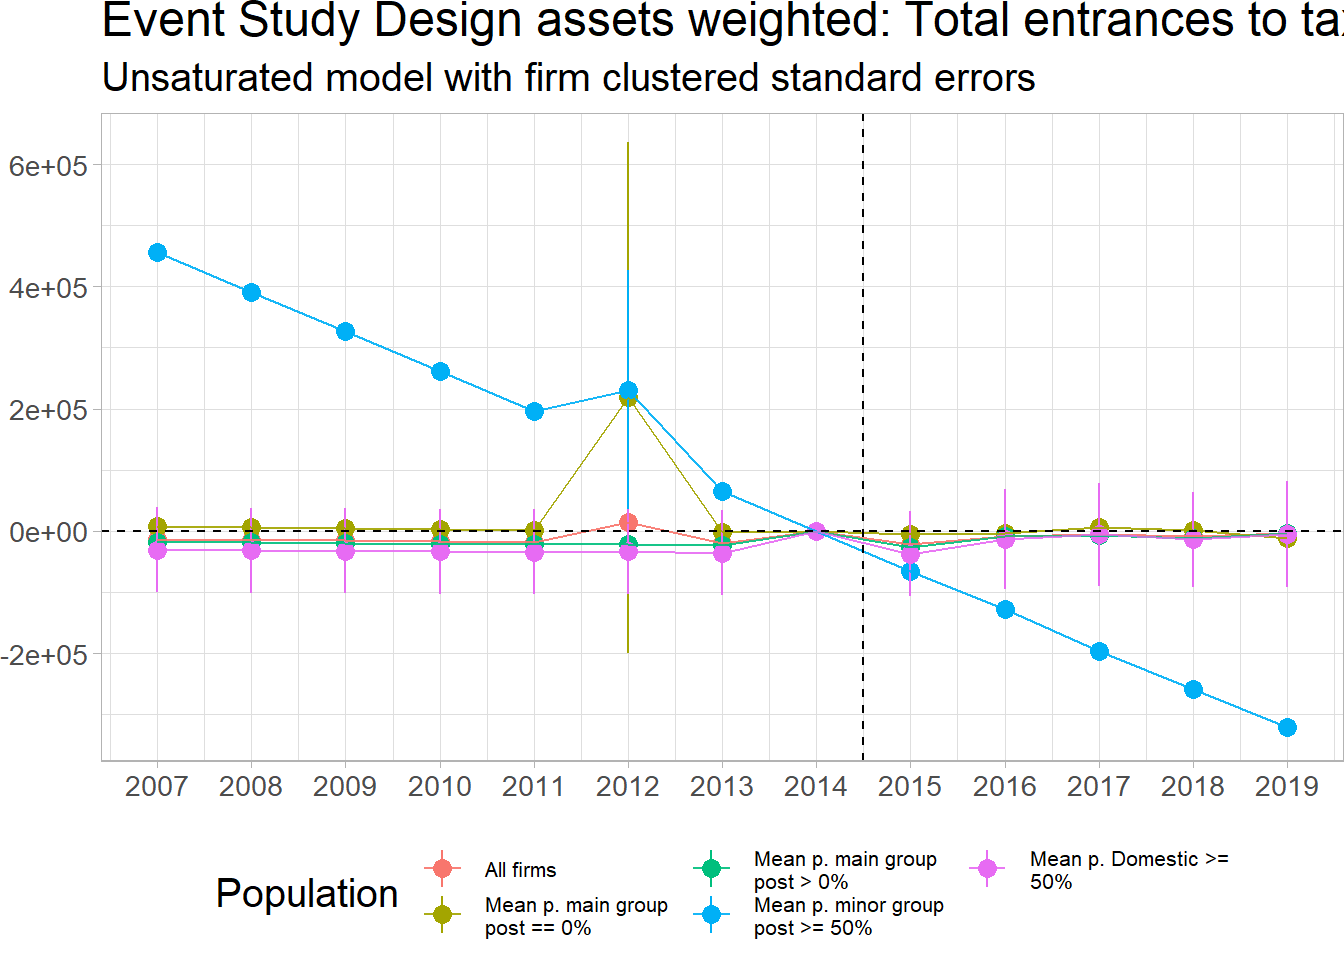 Event Study Design assets weighted: Total entrances to
Unsaturated model with firm clustered standard errors
6e+05
4e+05
2e+05
0e+00
-2e+05
2007 2008 2009 2010 2011 2012 2013 2014 2015 2016 2017 2018 2019
Population
All firms
Mean p. main group
post == 0%
Mean p. main group
post > 0%
Mean p. minor group
post >= 50%
Mean p. Domestic >=
50%